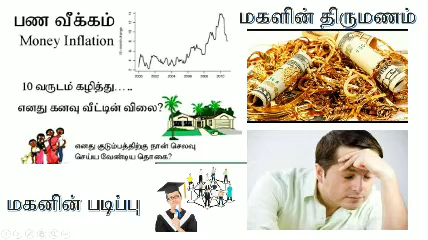 பண வீக்கம்
Money Inflation
மகளின் திருமணம்
10 வருடம் கழித்து.....
எனது கனவு வீட்டின் விலை?
எனது குடும்பத்திற்கு நான் செலவு
செய்ய வேண்டிய தொகை?
மகனின் படிப்பு